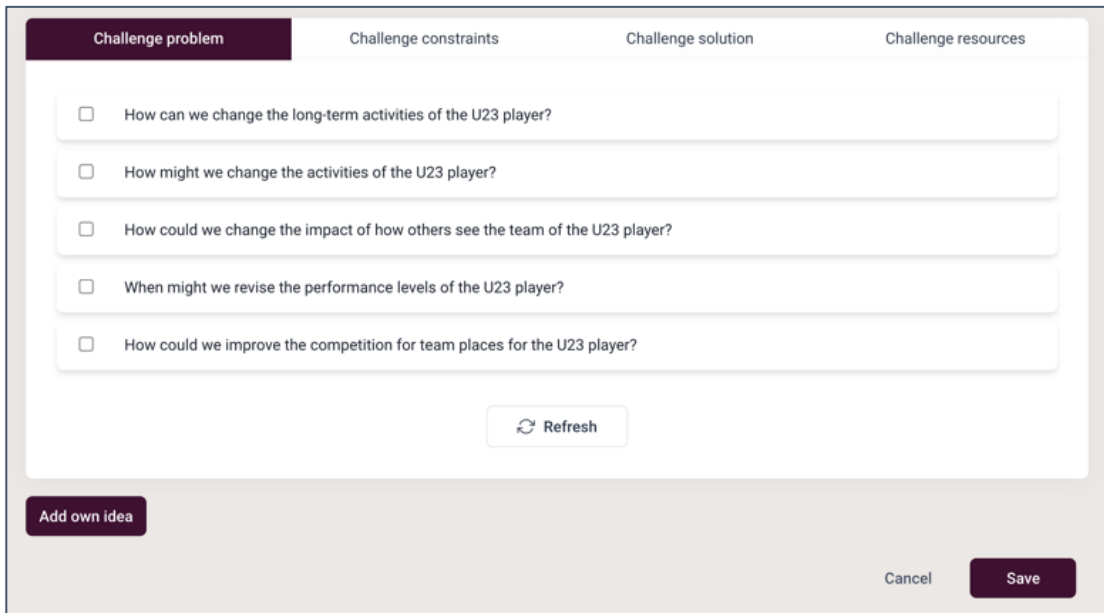 Challenge problem
Challenge constraints
Challenge solution
Challenge resources
How can we change the long-term activities of the U23 player?
How might we change the activities of the U23 player?
How could we change the impact of how others see the team of the U23 player?
When might we revise the performance levels of the U23 player?
How could we improve the competition for team places for the U23 player?
Refresh
Add own idea
Cancel
Save